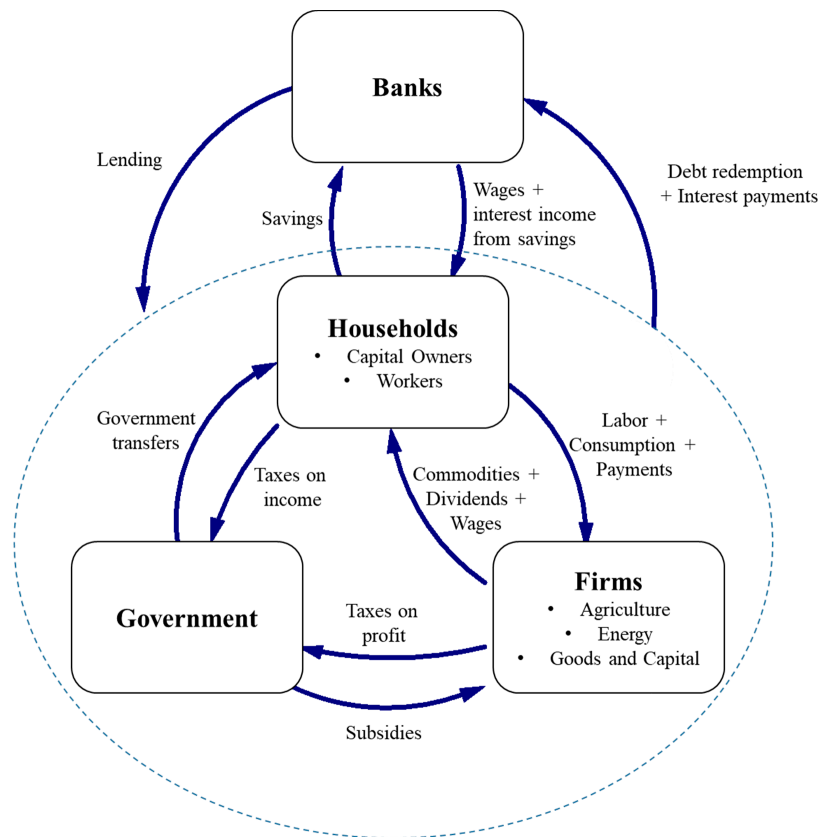 Banks
Lending
Debt redemption
+ Interest payments
Savings
Wages +
interest income
from savings
Households
• Capital Owners
• Workers
Government
transfers
Taxes on
income
Commodities +
Dividends +
Wages
Labor +
Consumption +
Payments
Government
Taxes on
profit
Firms
• Agriculture
• Energy
• Goods and Capital
Subsidies